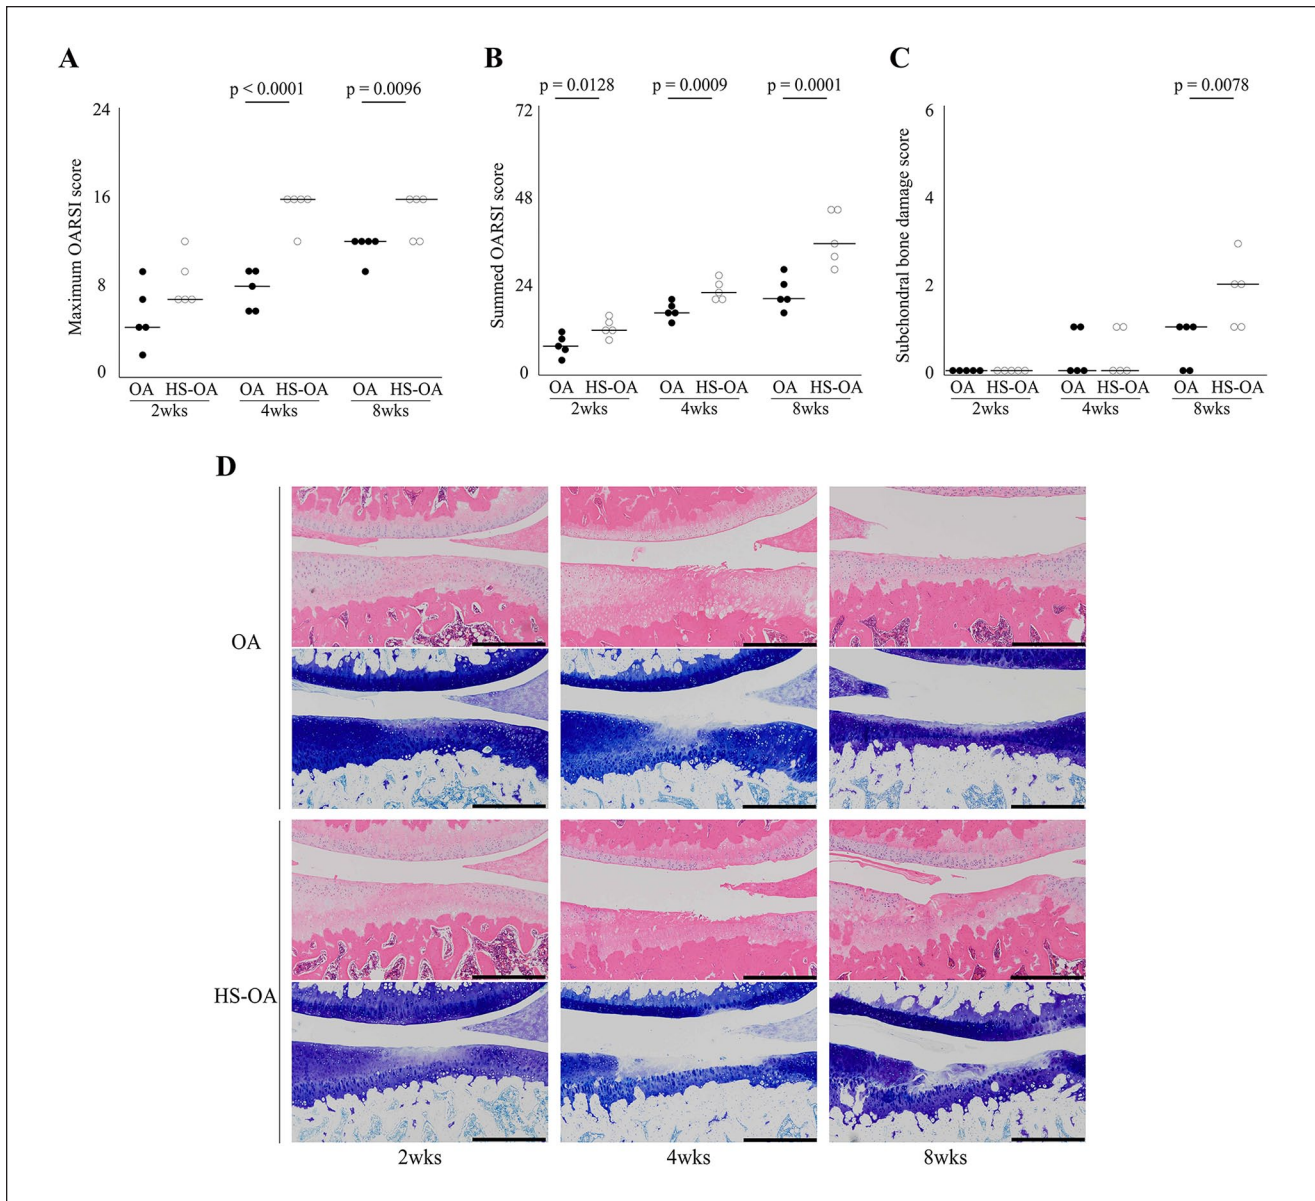 A
p < 0.0001
p = 0.0096
Maximum OARSI score
24
16
8
0
OA HS-OA OA HS-OA OA HS-OA
2wks 4wks 8wks
B
p = 0.0128
p = 0.0009
p = 0.0001
Summed OARSI score
72
48
24
0
OA HS-OA OA HS-OA OA HS-OA
2wks 4wks 8wks
C
p = 0.0078
Subchondral bone damage score
6
4
2
0
OA HS-OA OA HS-OA OA HS-OA
2wks 4wks 8wks
D
OA
HS-OA
2wks 4wks 8wks